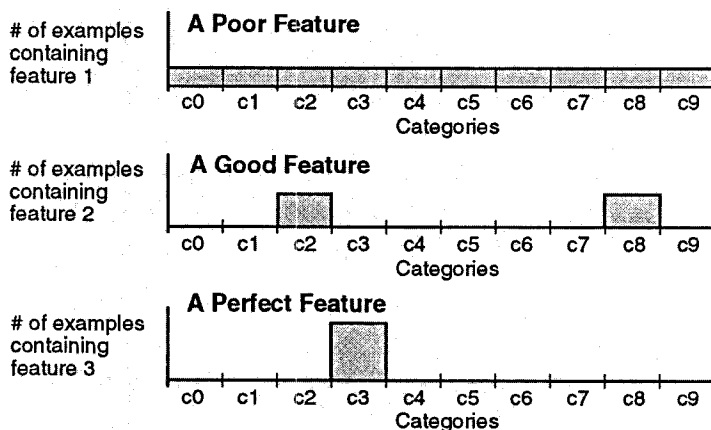 A Poor Feature
# of examples
containing
feature 1
c0 c1 c2 c3 c4 c5 c6 c7 c8 c9
Categories
A Good Feature
# of examples
containing
feature 2
c0 c1 c2 c3 c4 c5 c6 c7 c8 c9
Categories
A Perfect Feature
# of examples
containing
feature 3
c0 c1 c2 c3 c4 c5 c6 c7 c8 c9
Categories